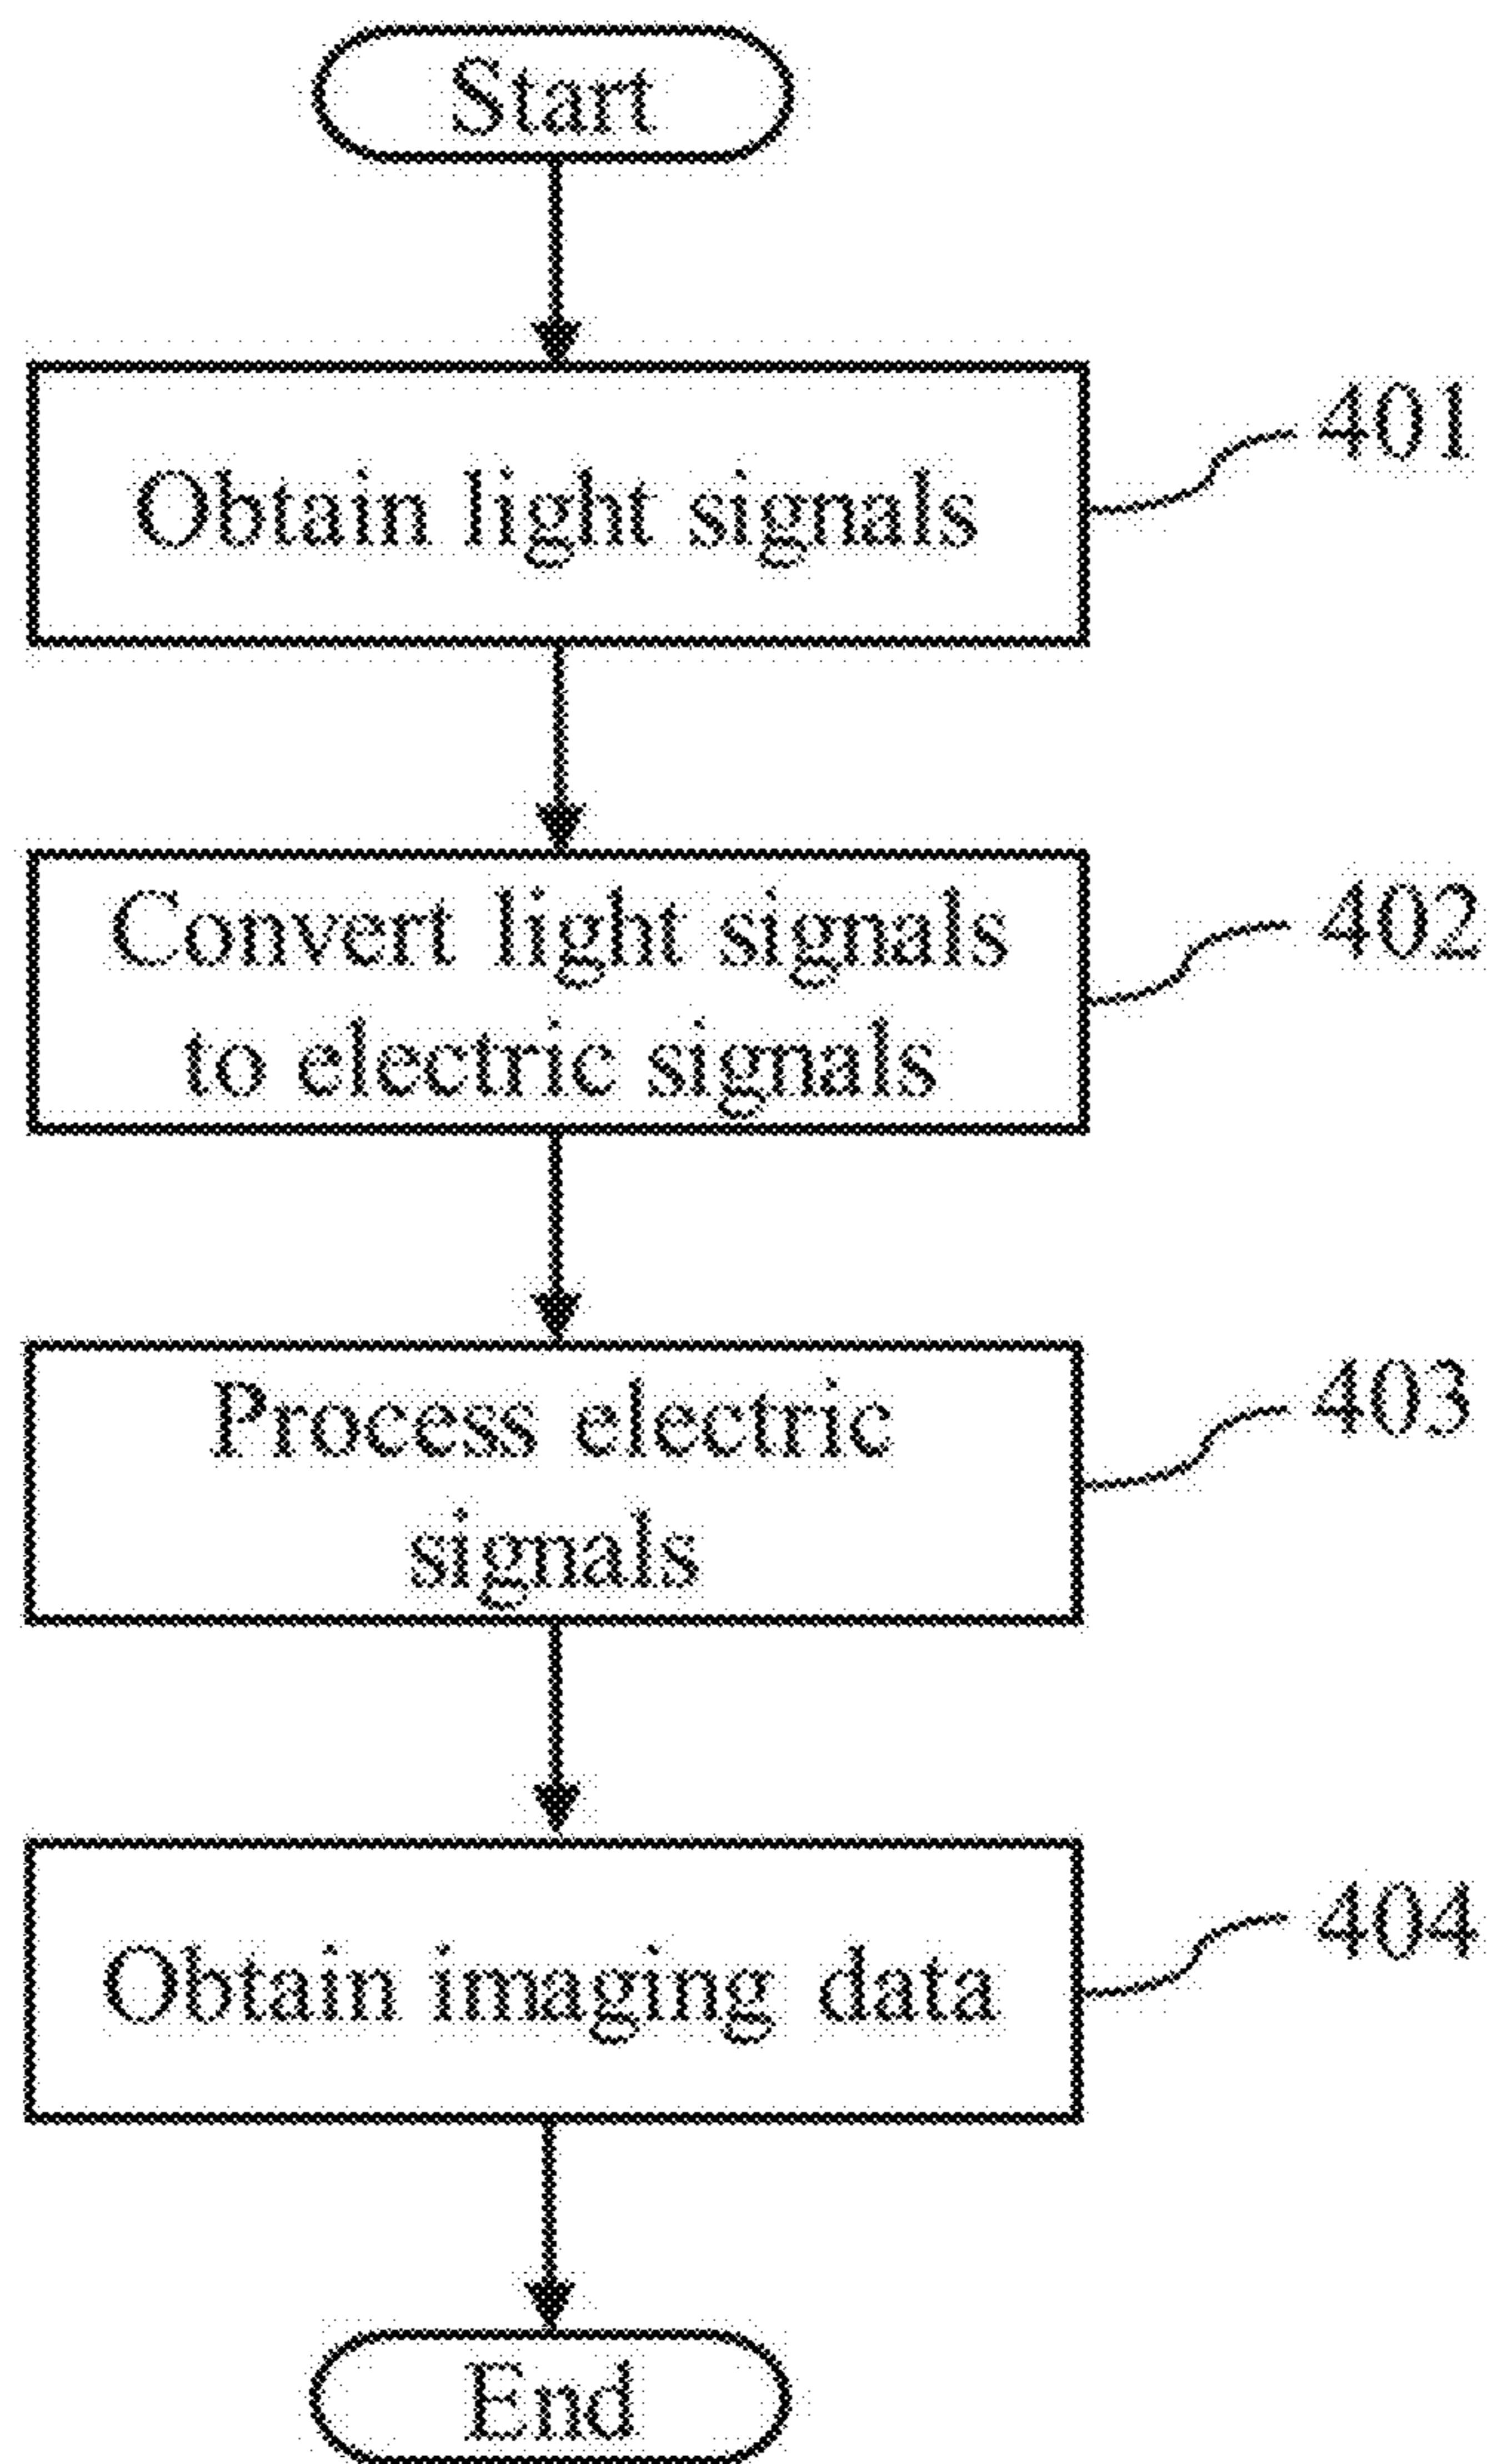 Start
Obtain light signals
401
Convert light signals
to electric signals
402
Process electric
signals
403
Obtain imaging data
404
End